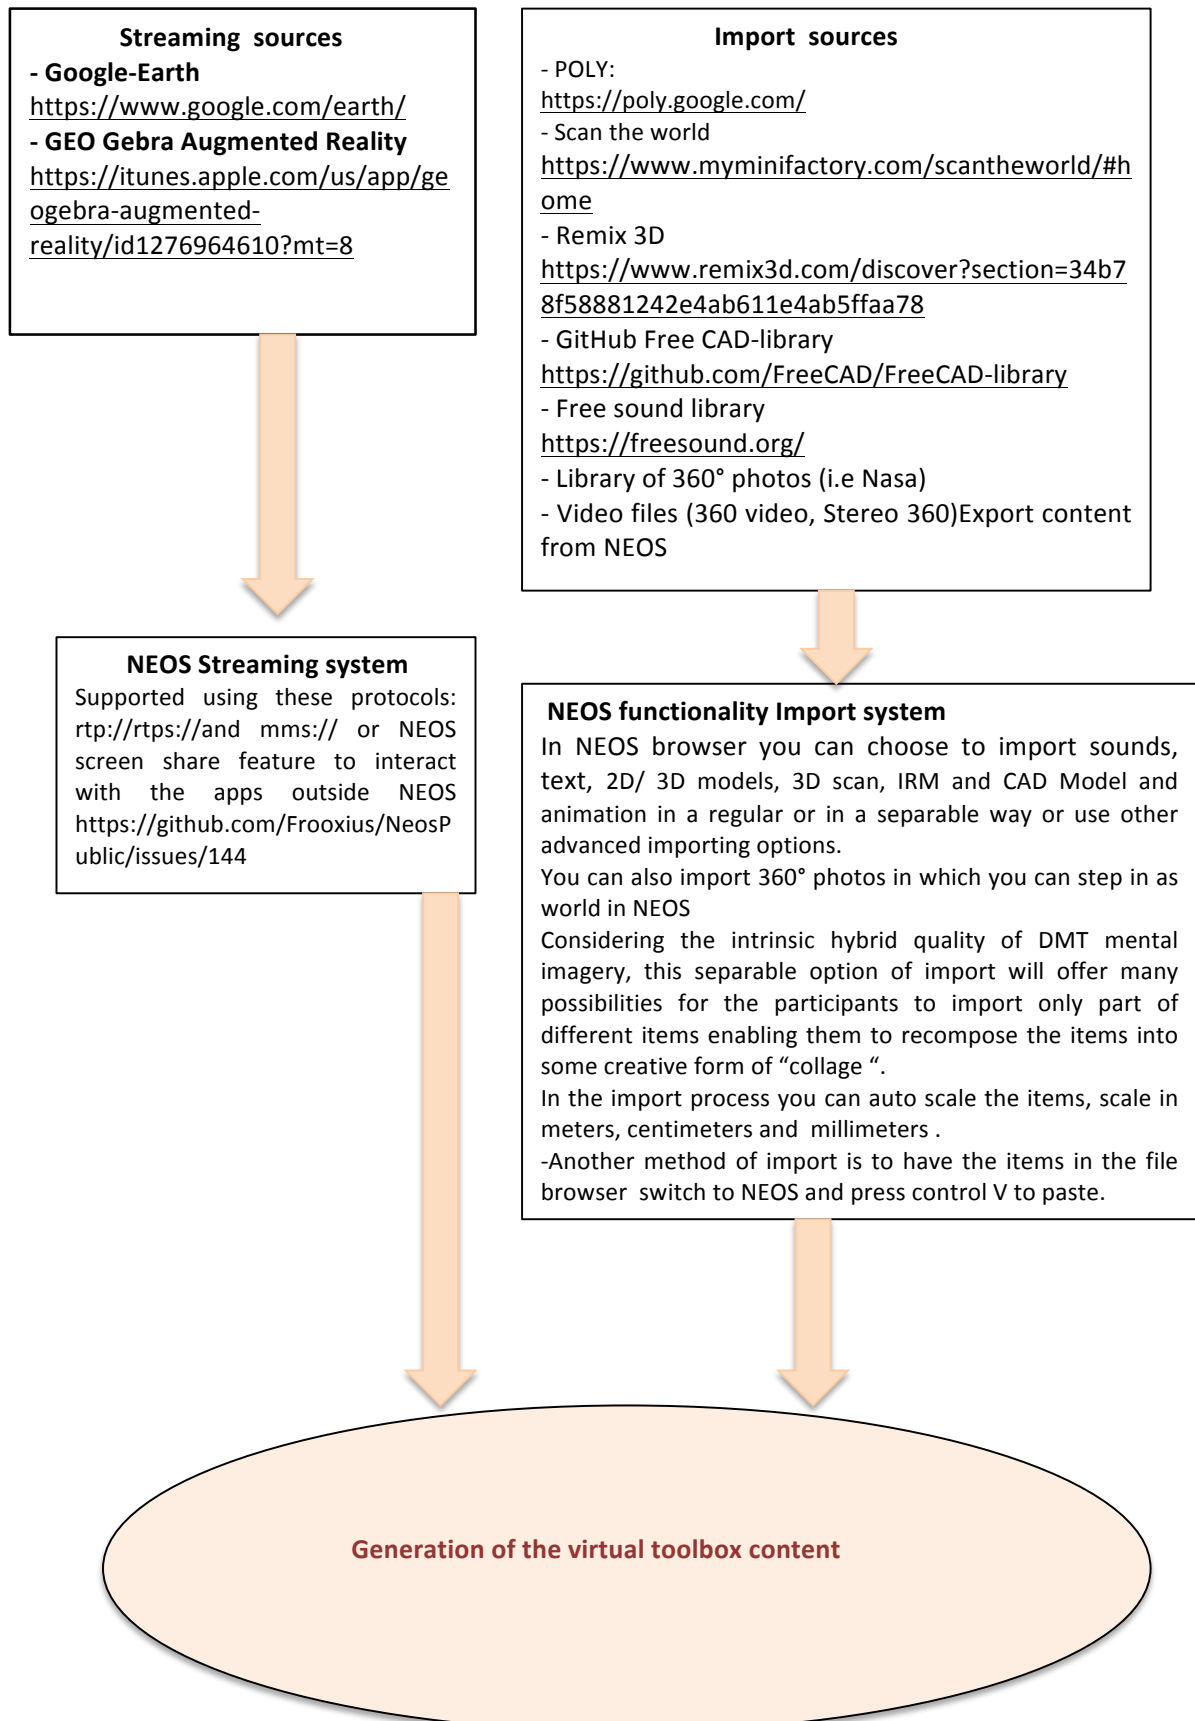 Streaming sources
- Google-Earth
https://www.google.com/earth/
- GEO Gebra Augmented Reality
https://itunes.apple.com/us/app/ge
ogebra-augmented-
reality/id1276964610?mt=8
Import sources
- POLY:
https://poly.google.com/
- Scan the world
https://www.myminifactory.com/scantheworld/#h
ome
- Remix 3D
https://www.remix3d.com/discover?section=34b7
8f58881242e4ab611e4ab5ffaa78
- GitHub Free CAD-library
https://github.com/FreeCAD/FreeCAD-library
- Free sound library
https://freesound.org/
- Library of 360° photos (i.e Nasa)
- Video files (360 video, Stereo 360)Export content
from NEOS
NEOS Streaming system
Supported using these protocols:
rtp://rtps://and mms:// or NEOS
screen share feature to interact
with the apps outside NEOS
https://github.com/Frooxius/NeosP
ublic/issues/144
NEOS functionality Import system
In NEOS browser you can choose to import sounds,
text, 2D/ 3D models, 3D scan, IRM and CAD Model and
animation in a regular or in a separable way or use other
advanced importing options.
You can also import 360° photos in which you can step in as
world in NEOS
Considering the intrinsic hybrid quality of DMT mental
imagery, this separable option of import will offer many
possibilities for the participants to import only part of
different items enabling them to recompose the items into
some creative form of “collage “.
In the import process you can auto scale the items, scale in
meters, centimeters and millimeters .
-Another method of import is to have the items in the file
browser switch to NEOS and press control V to paste.
Generation of the virtual toolbox content